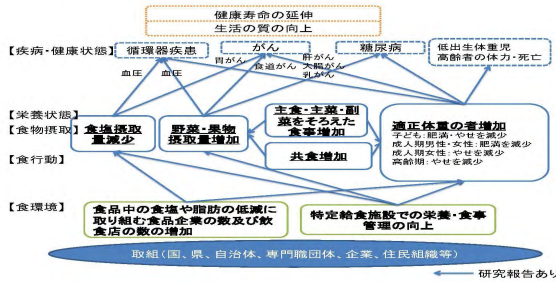 健康寿命の延伸
生活の質の向上
【疾病・健康状態】
循環器疾患
がん
糖尿病
低出生体重児
高齢者の体力・死亡
血圧
血圧
胃がん
食道がん
肝がん
大腸がん
乳がん
【栄養状態】
【食物摂取】
食塩摂取
量減少
野菜・果物
摂取量増加
主食・主菜・副
菜をそろえた
食事増加
共食増加
適正体重の者増加
子ども：肥満・やせを減少
成人期男性・女性：肥満を減少
成人期女性：やせを減少
高齢期：やせを減少
【食行動】
【食環境】
食品中の食塩や脂肪の低減に
取り組む食品企業の数及び飲
食店の数の増加
特定給食施設での栄養・食事
管理の向上
取組（国、県、自治体、専門職団体、企業、住民組織等）
研究報告あり